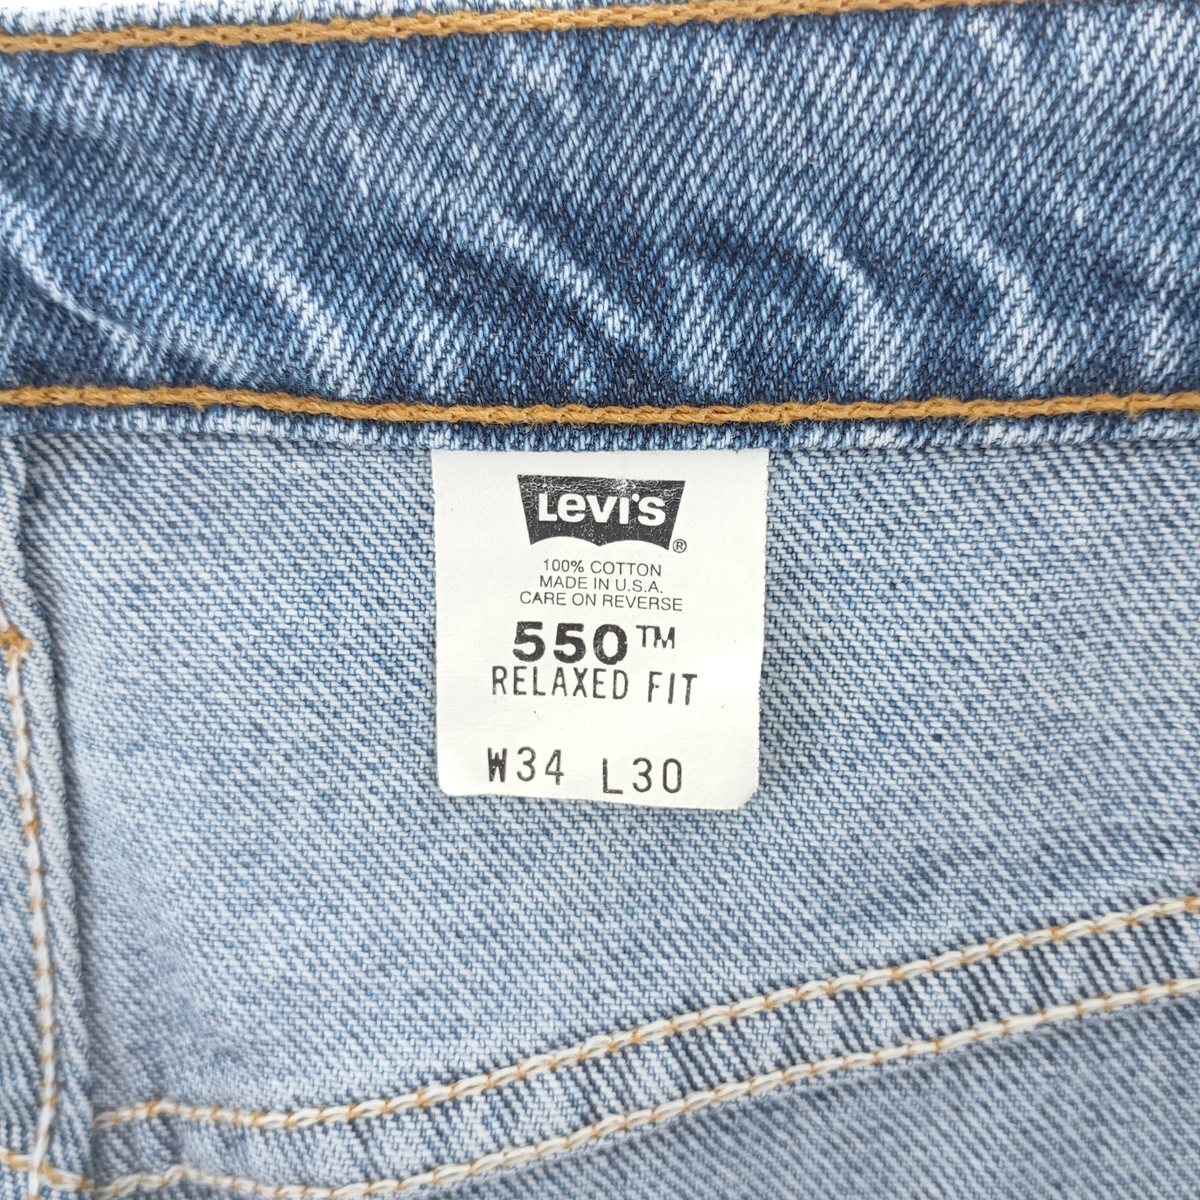 Levi's
®
100% COTTON
MADE IN U.S.A.
CARE ON REVERSE
550™
RELAXED FIT
W34 L30